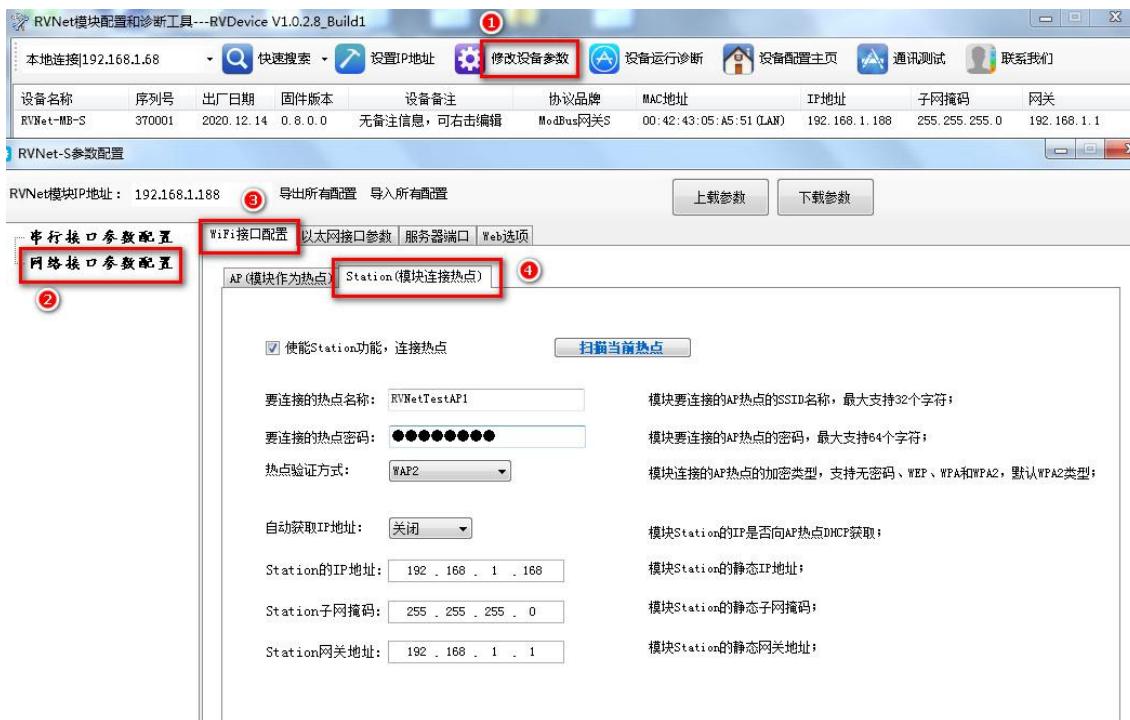 RVNet模块配置和诊断工具---RVDevice V1.0.2.8_Build1
1
本地连接|192.168.1.68 快速搜索 设置IP地址 修改设备参数 设备运行诊断 设备配置主页 通讯测试 联系我们
设备名称 序列号 出厂日期 固件版本 设备备注 协议品牌 MAC地址 IP地址 子网掩码 网关
RVNet-MB-S 370001 2020.12.14 0.8.0.0 无备注信息，可右击编辑 ModBus网关S 00:42:43:05:A5:51(LAN) 192.168.1.188 255.255.255.0 192.168.1.1
RVNet-S参数配置
RVNet模块IP地址： 192.168.1.188 3 导出所有配置 导入所有配置 上载参数 下载参数
串行接口参数配置 WiFi接口配置 以太网接口参数 服务器端口 Web选项
网络接口参数配置
2
AP(模块作为热点) Station(模块连接热点) 4
使能Station功能，连接热点 扫描当前热点
要连接的热点名称： RVNetTestAP1 模块要连接的AP热点的SSID名称，最大支持32个字符；
要连接的热点密码： ●●●●●●●● 模块要连接的AP热点的密码，最大支持64个字符；
热点验证方式： WAP2 模块连接的AP热点的加密类型，支持无密码、WEP、WPA和WPA2，默认WPA2类型；
自动获取IP地址： 关闭 模块Station的IP是否向AP热点DHCP获取；
Station的IP地址： 192 . 168 . 1 . 168 模块Station的静态IP地址；
Station子网掩码： 255 . 255 . 255 . 0 模块Station的静态子网掩码；
Station网关地址： 192 . 168 . 1 . 1 模块Station的静态网关地址；